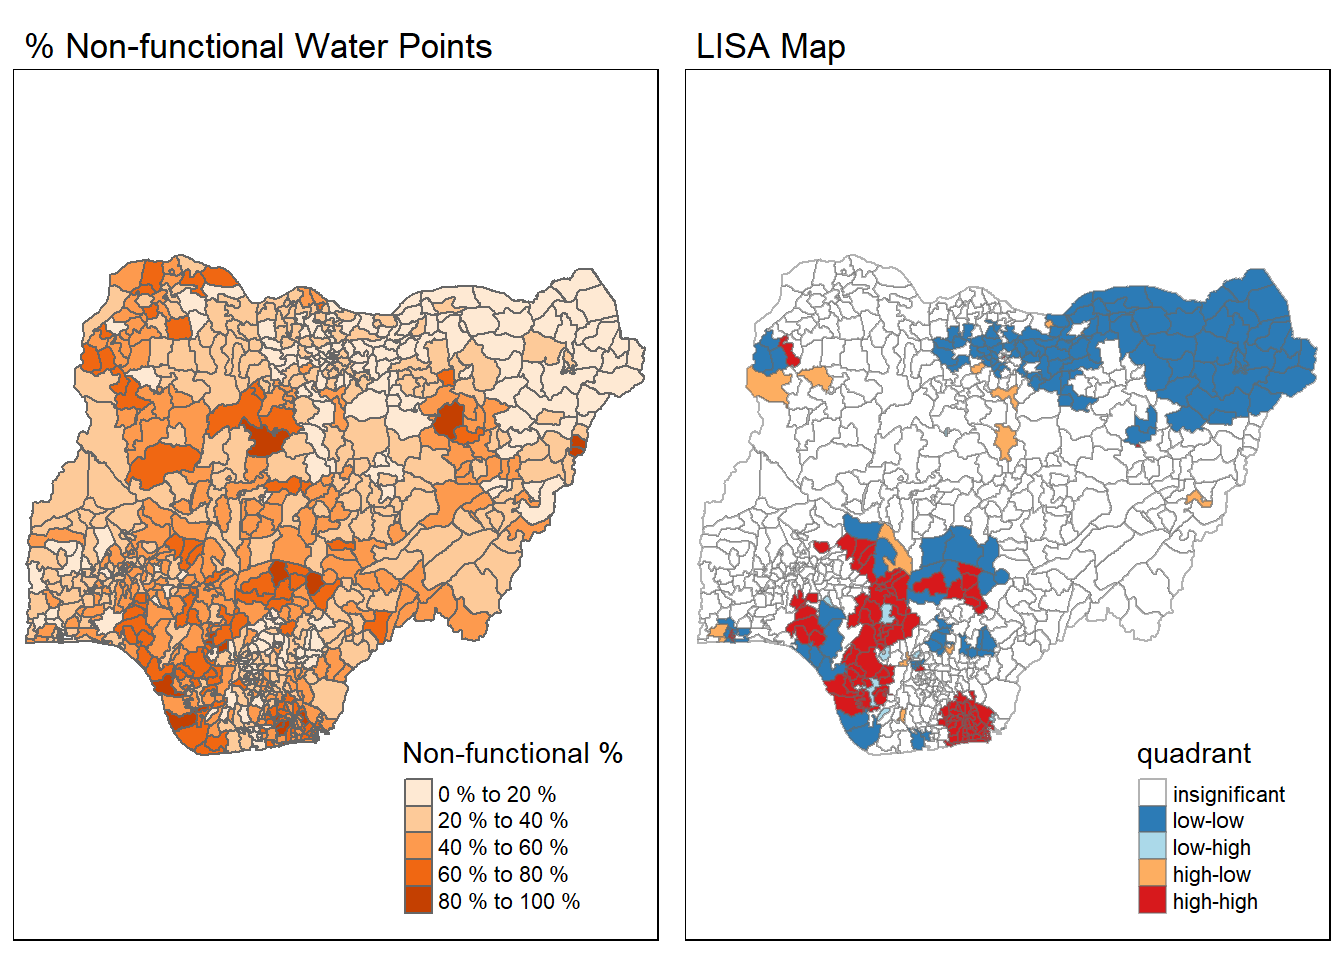 % Non-functional Water Points
LISA Map
Non-functional %
0 % to 20 %
20 % to 40 %
40 % to 60 %
60 % to 80 %
80 % to 100 %
quadrant
insignificant
low-low
low-high
high-low
high-high